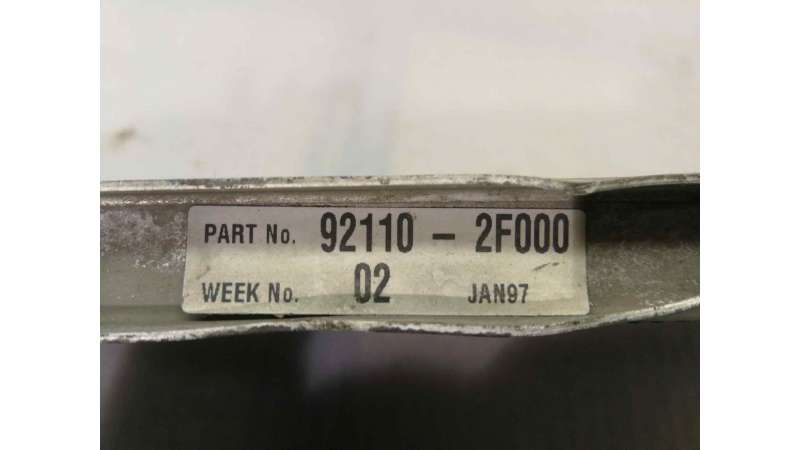 PART No. 92110 - 2F000
WEEK No. 02 JAN97